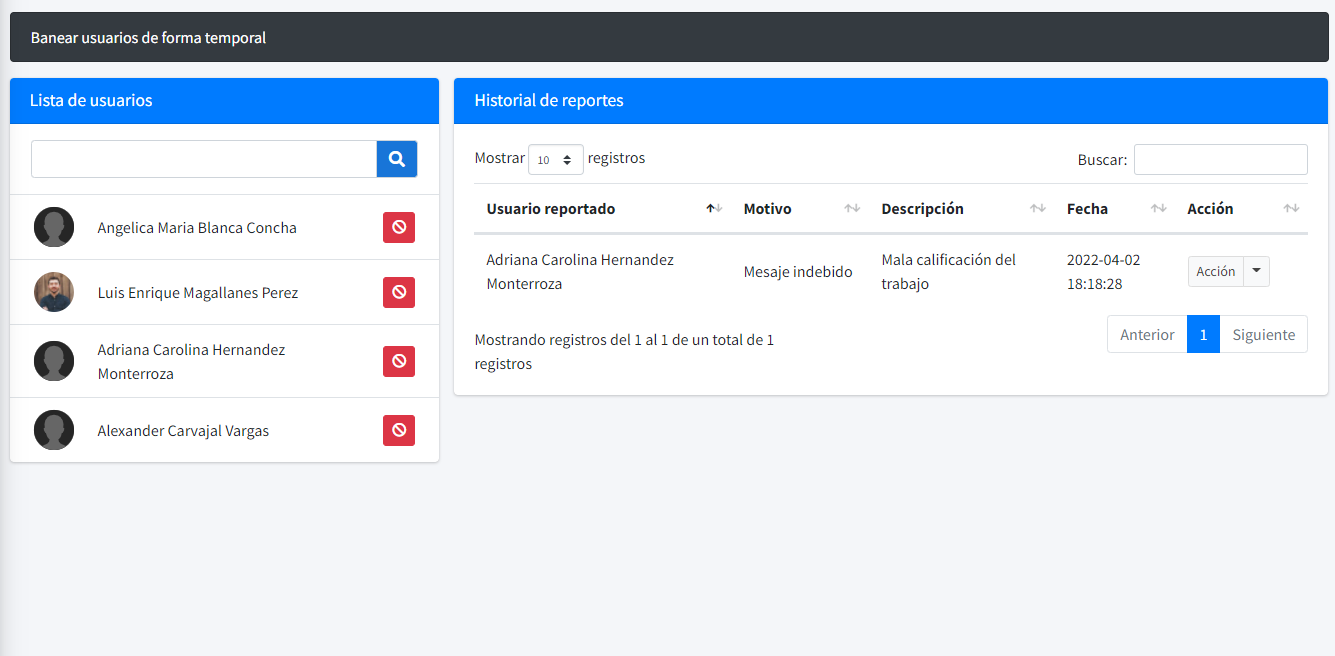 Banear usuarios de forma temporal
Lista de usuarios
Angelica Maria Blanca Concha
Luis Enrique Magallanes Perez
Adriana Carolina Hernandez
Monterroza
Alexander Carvajal Vargas
Historial de reportes
Mostrar 10 registros
Buscar:
Usuario reportado Motivo Descripción Fecha Acción
Adriana Carolina Hernandez
Monterroza
Mesaje indebido
Mala calificación del
trabajo
2022-04-02
18:18:28
Acción
Mostrando registros del 1 al 1 de un total de 1
registros
Anterior 1 Siguiente